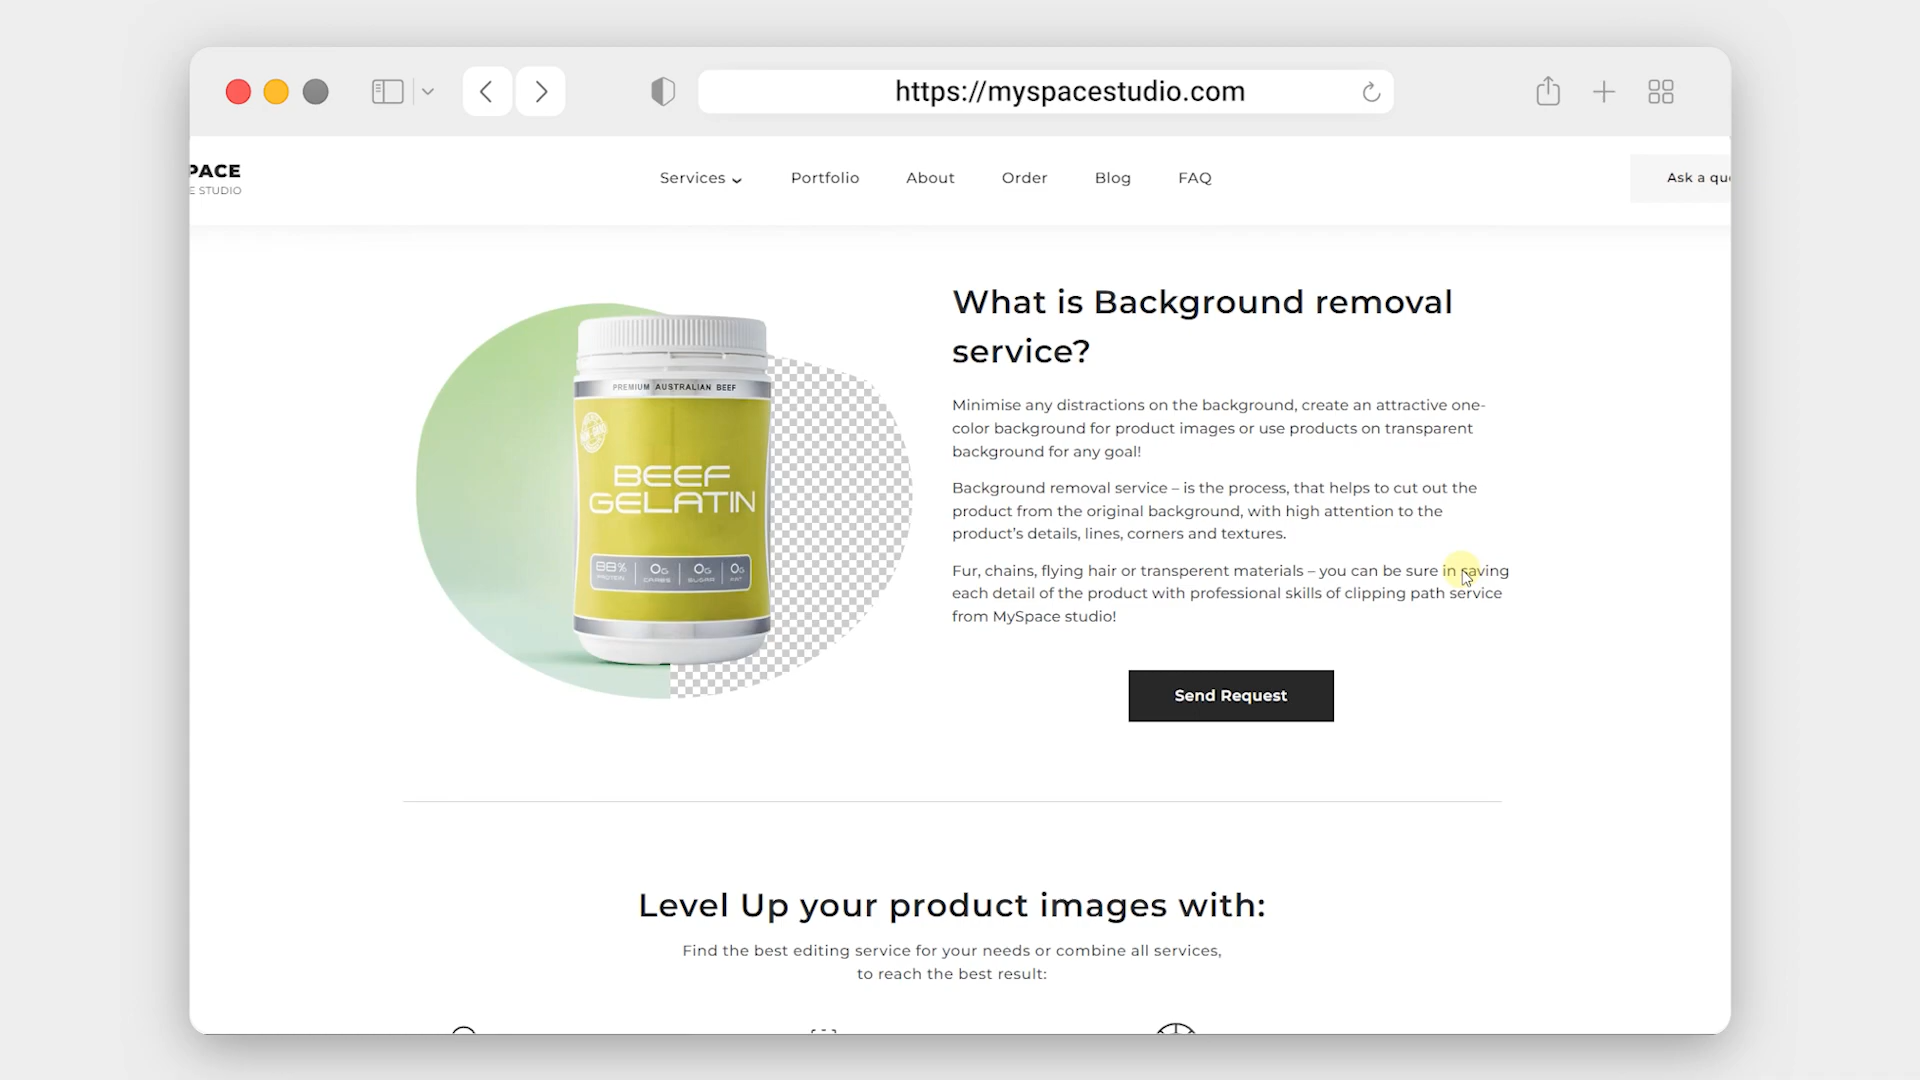 https://myspacestudio.com
PACE
E STUDIO
Services
Portfolio
About
Order
Blog
FAQ
Ask a que
What is Background removal
service?
Minimise any distractions on the background, create an attractive one-
color background for product images or use products on transparent
background for any goal!
Background removal service – is the process, that helps to cut out the
product from the original background, with high attention to the
product's details, lines, corners and textures.
Fur, chains, flying hair or transperent materials – you can be sure in saving
each detail of the product with professional skills of clipping path service
from MySpace studio!
Send Request
PREMIUM AUSTRALIAN BEEF
BEEF
GELATIN
88% 0G 0G 0G
PROTEIN CARBS SUGAR FAT
Level Up your product images with:
Find the best editing service for your needs or combine all services,
to reach the best result: